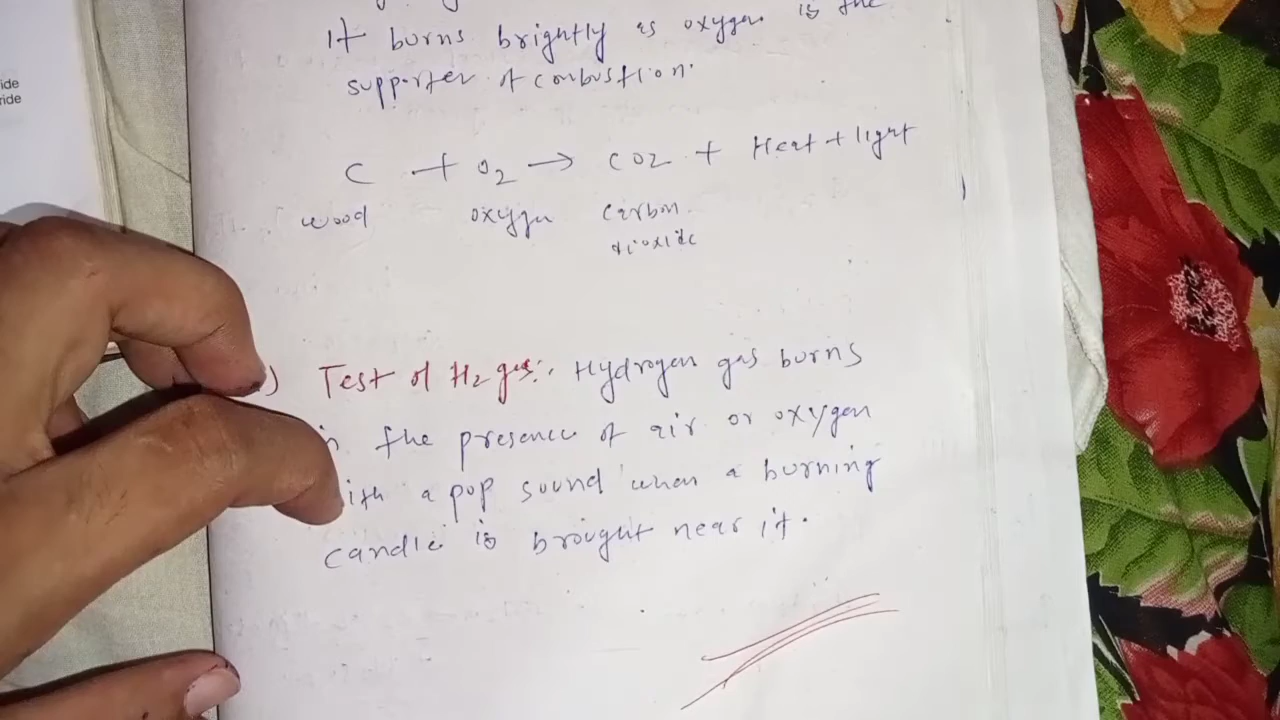 ide
ride
It burns brightly as oxygen is the
supporter of combustion.
C + O2 → CO2 + Heat + light
wood oxygen carbon
dioxide
) Test of H2 gas:. Hydrogen gas burns
n the presence of air or oxygen
ith a pop sound when a burning
candle is brought near it.